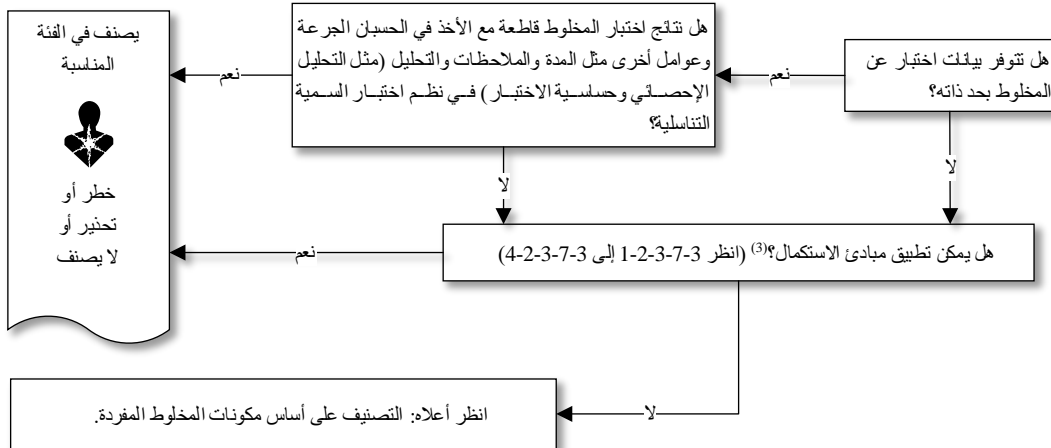 هل تتوفر بيانات اختبار عن
المخلوط بحد ذاته؟
نعم
هل نتائج اختبار المخلوط قاطعة مع الأخذ في الحسبان الجرعة
وعوامل أخرى مثل المدة والملاحظات والتحليل (مثل التحليل
الإحصائي وحساسية الاختبار) في نظم اختبار السمية
التناسلية؟
نعم
يصنف في الفئة
المناسبة
خطر أو
تحذير أو
لا يصنف
لا
لا
هل يمكن تطبيق مبادئ الاستكمال؟(3) (انظر 3-7-3-2-1 إلى 3-7-3-2-4)
نعم
لا
انظر أعلاه: التصنيف على أساس مكونات المخلوط المفردة.